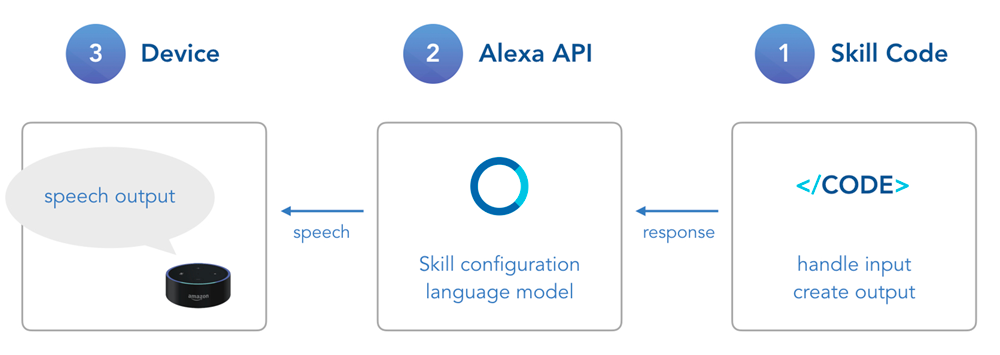 3 Device
2 Alexa API
1 Skill Code
speech output
amazon
speech
Skill configuration
language model
response
</CODE>
handle input
create output